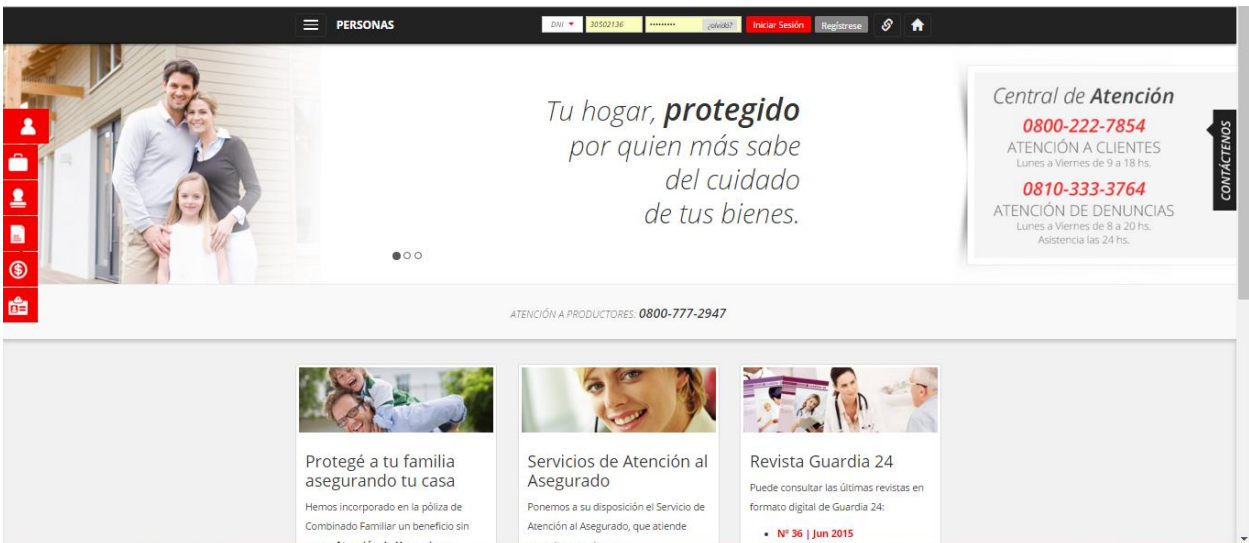 PERSONAS
DNI
30502136
¿olvidó?
Iniciar Sesión
Regístrese
Tu hogar, protegido
por quien más sabe
del cuidado
de tus bienes.
Central de Atención
0800-222-7854
ATENCIÓN A CLIENTES
Lunes a Viernes de 9 a 18 hs.
0810-333-3764
ATENCIÓN DE DENUNCIAS
Lunes a Viernes de 8 a 20 hs.
Asistencia las 24 hs.
CONTÁCTENOS
ATENCIÓN A PRODUCTORES: 0800-777-2947
Protegé a tu familia
asegurando tu casa
Hemos incorporado en la póliza de
Combinado Familiar un beneficio sin
Servicios de Atención al
Asegurado
Ponemos a su disposición el Servicio de
Atención al Asegurado, que atiende
Revista Guardia 24
Puede consultar las últimas revistas en
formato digital de Guardia 24:
Nº 36 | Jun 2015